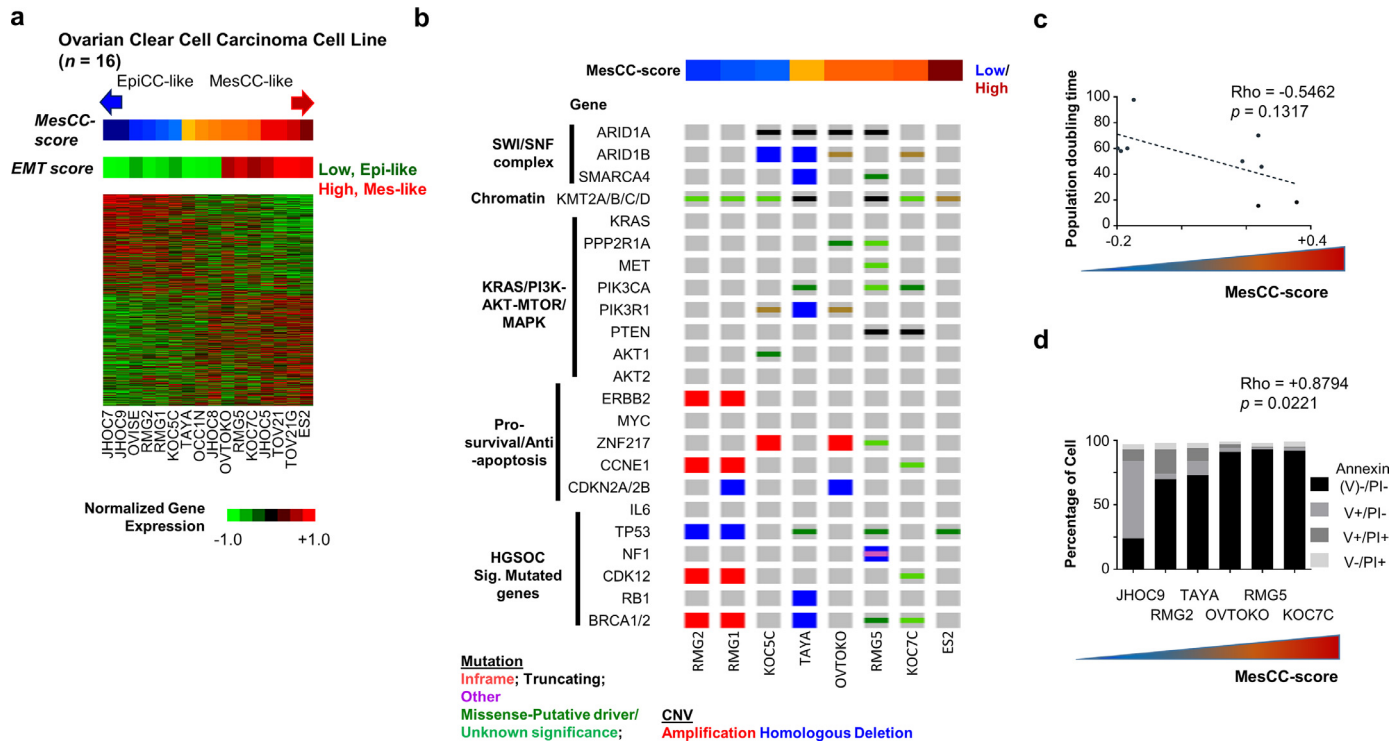 a
Ovarian Clear Cell Carcinoma Cell Line
(n = 16)
EpiCC-like MesCC-like
MesCC-
score
EMT score
Low, Epi-like
High, Mes-like
JHOC7
JHOC9
OVISE
RMG2
RMG1
KOC5C
TAYA
OCC1N
JHOC8
OVTOKO
RMG5
KOC7C
JHOC5
TOV21
TOV21G
ES2
Normalized Gene
Expression
-1.0 +1.0
b
MesCC-score
Low/
High
Gene
SWI/SNF
complex
ARID1A
ARID1B
SMARCA4
Chromatin KMT2A/B/C/D
KRAS/PI3K-
AKT-MTOR/
MAPK
KRAS
PPP2R1A
MET
PIK3CA
PIK3R1
PTEN
AKT1
AKT2
Pro-
survival/Anti
-apoptosis
ERBB2
MYC
ZNF217
CCNE1
CDKN2A/2B
IL6
HGSOC
Sig. Mutated
genes
TP53
NF1
CDK12
RB1
BRCA1/2
RMG2
RMG1
KOC5C
TAYA
OVTOKO
RMG5
KOC7C
ES2
Mutation
Inframe; Truncating;
Other
Missense-Putative driver/
Unknown significance;
CNV
Amplification Homologous Deletion
c
Population doubling time
100
80
60
40
20
0
-0.2 +0.4
Rho = -0.5462
p = 0.1317
MesCC-score
d
Rho = +0.8794
p = 0.0221
Percentage of Cell
100
50
0
Annexin
(V)-/PI-
V+/PI-
V+/PI+
V-/PI+
JHOC9 TAYA RMG5
RMG2 OVTOKO KOC7C
MesCC-score